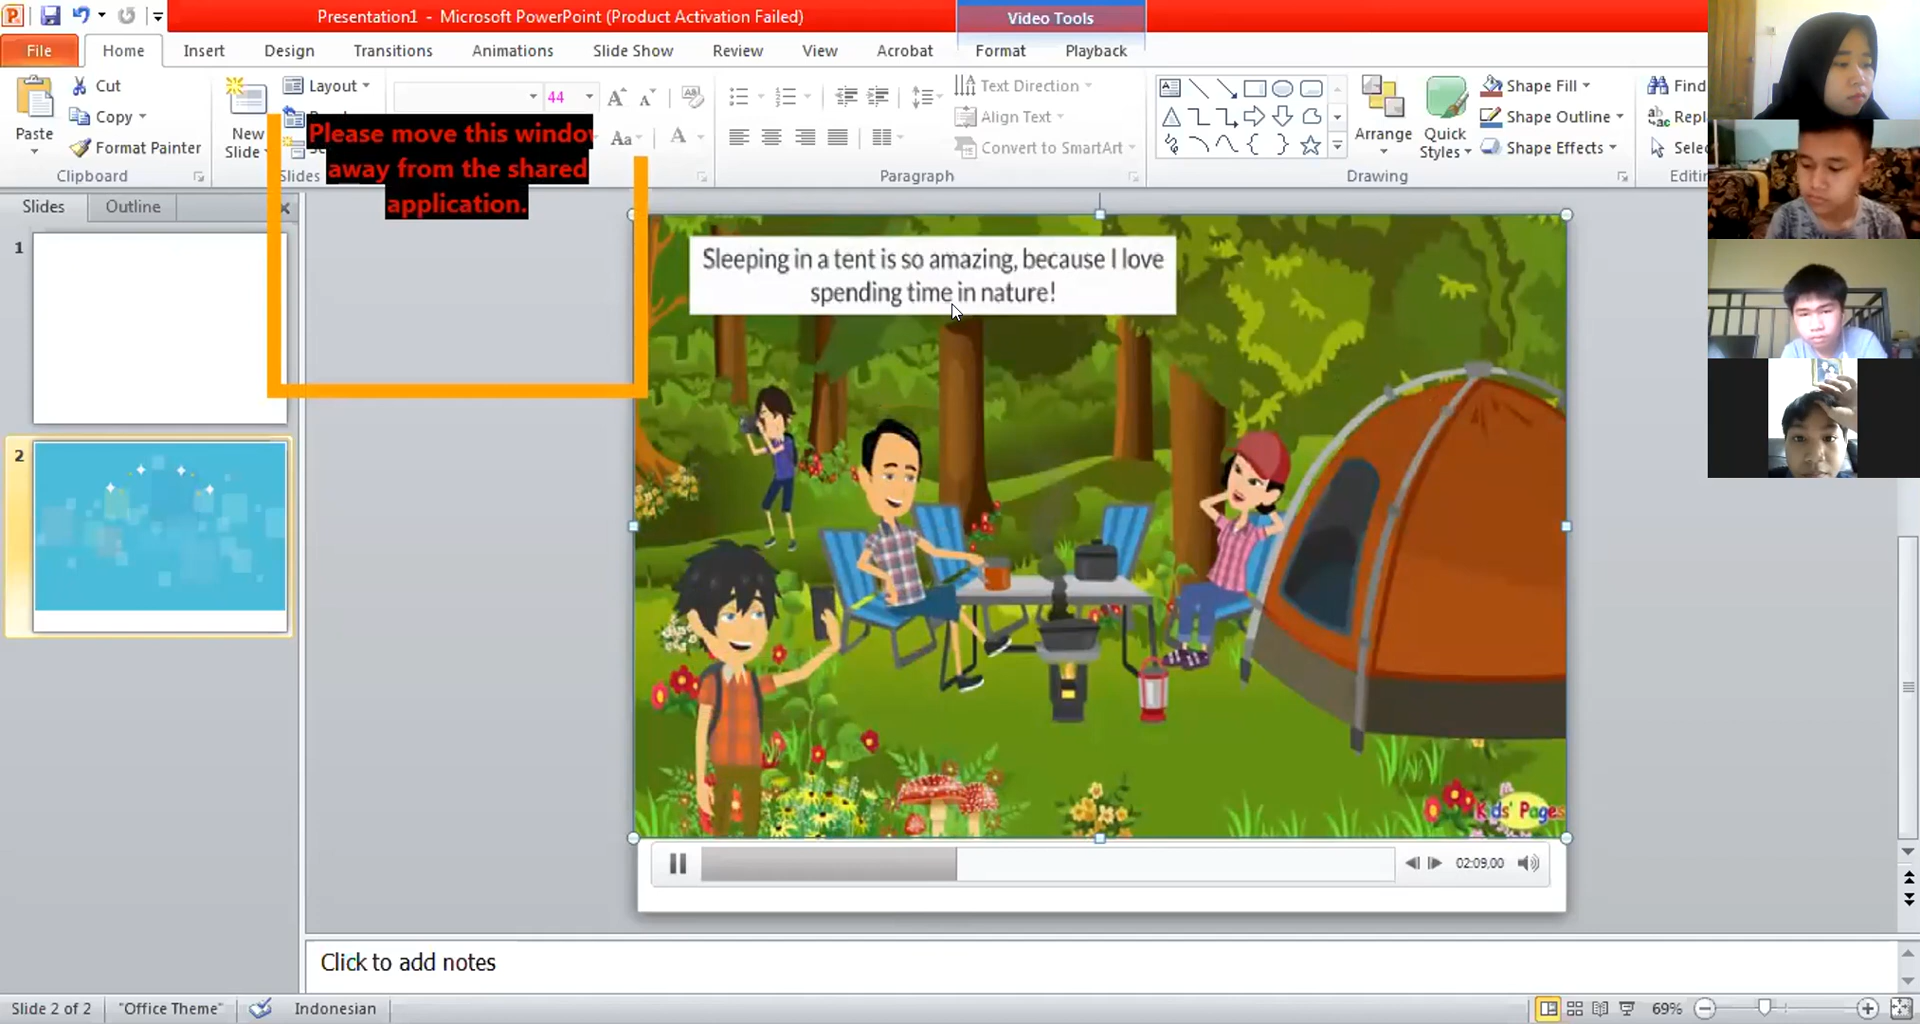 Presentation1 - Microsoft PowerPoint (Product Activation Failed)
Video Tools
File Home Insert Design Transitions Animations Slide Show Review View Acrobat Format Playback
Paste
Cut
Copy
Format Painter
Clipboard
New
Slide
Layout
Slides
44
Aa
A
Text Direction
Align Text
Convert to SmartArt
Paragraph
Arrange
Quick
Styles
Shape Fill
Shape Outline
Shape Effects
Drawing
Find
Repl
Selec
Editin
Please move this window
away from the shared
application.
Slides Outline
1
2
Sleeping in a tent is so amazing, because I love
spending time in nature!
Kids' Pages
02:09,00
Click to add notes
Slide 2 of 2 "Office Theme" Indonesian 69%